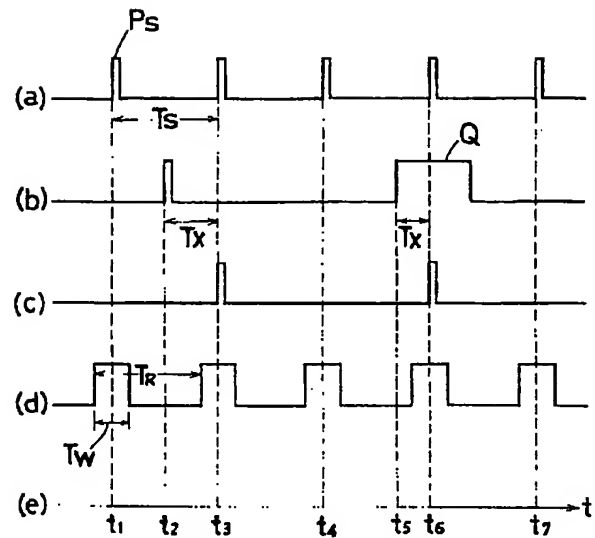 Ps
(a)
Ts
Q
(b)
Tx Tx
(c)
TR
(d)
Tw
(e) t
t1 t2 t3 t4 t5 t6 t7